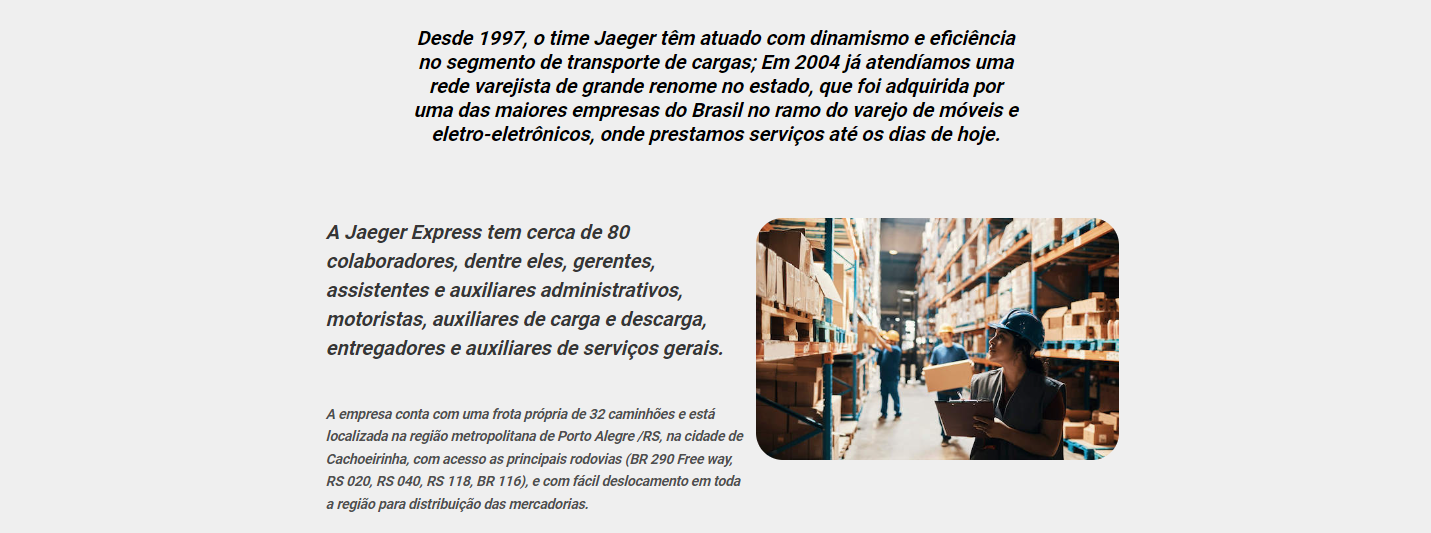 Desde 1997, o time Jaeger têm atuado com dinamismo e eficiência
no segmento de transporte de cargas; Em 2004 já atendíamos uma
rede varejista de grande renome no estado, que foi adquirida por
uma das maiores empresas do Brasil no ramo do varejo de móveis e
eletro-eletrônicos, onde prestamos serviços até os dias de hoje.
A Jaeger Express tem cerca de 80
colaboradores, dentre eles, gerentes,
assistentes e auxiliares administrativos,
motoristas, auxiliares de carga e descarga,
entregadores e auxiliares de serviços gerais.
A empresa conta com uma frota própria de 32 caminhões e está
localizada na região metropolitana de Porto Alegre /RS, na cidade de
Cachoeirinha, com acesso as principais rodovias (BR 290 Free way,
RS 020, RS 040, RS 118, BR 116), e com fácil deslocamento em toda
a região para distribuição das mercadorias.